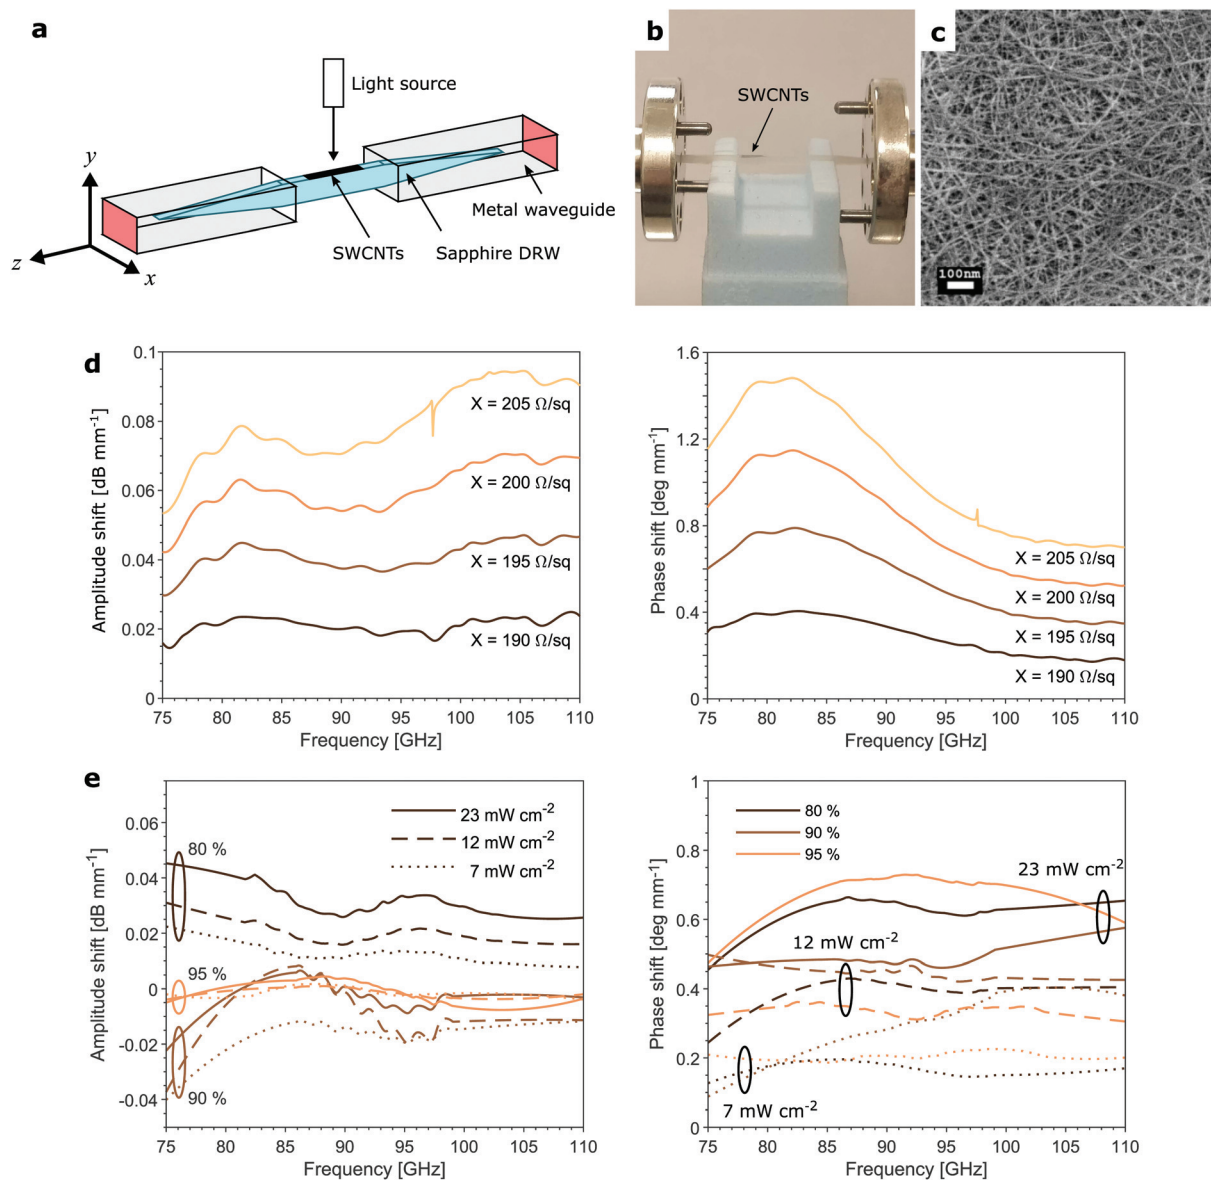 a
Light source
y
z
x
SWCNTs
Sapphire DRW
Metal waveguide
b
SWCNTs
c
100nm
d
Amplitude shift [dB mm⁻¹]
0.1
0.08
0.06
0.04
0.02
0
X = 205 Ω/sq
X = 200 Ω/sq
X = 195 Ω/sq
X = 190 Ω/sq
75 80 85 90 95 100 105 110
Frequency [GHz]
Phase shift [deg mm⁻¹]
1.6
1.2
0.8
0.4
0
X = 205 Ω/sq
X = 200 Ω/sq
X = 195 Ω/sq
X = 190 Ω/sq
75 80 85 90 95 100 105 110
Frequency [GHz]
e
Amplitude shift [dB mm⁻¹]
0.06
0.04
0.02
0
-0.02
-0.04
23 mW cm⁻²
12 mW cm⁻²
7 mW cm⁻²
80 %
95 %
90 %
75 80 85 90 95 100 105 110
Frequency [GHz]
Phase shift [deg mm⁻¹]
1
0.8
0.6
0.4
0.2
0
80 %
90 %
95 %
23 mW cm⁻²
12 mW cm⁻²
7 mW cm⁻²
75 80 85 90 95 100 105 110
Frequency [GHz]